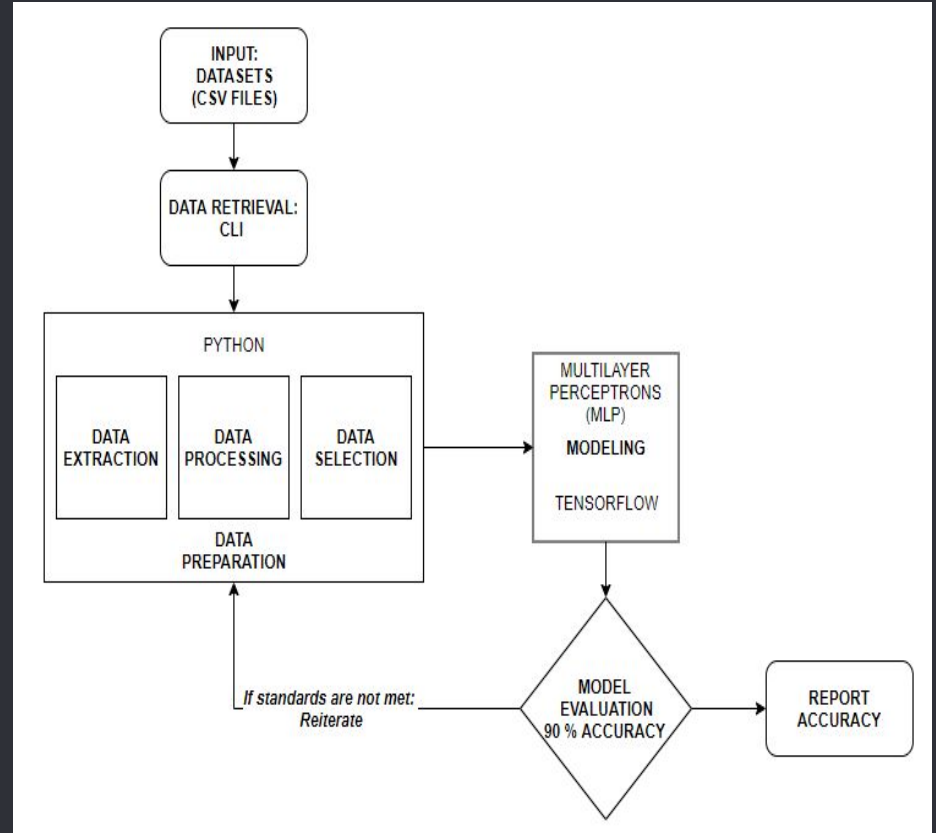 INPUT:
DATASETS
(CSV FILES)
DATA RETRIEVAL:
CLI
PYTHON
DATA
EXTRACTION
DATA
PROCESSING
DATA
SELECTION
DATA
PREPARATION
MULTILAYER
PERCEPTRONS
(MLP)
MODELING
TENSORFLOW
MODEL
EVALUATION
90 % ACCURACY
If standards are not met:
Reiterate
REPORT
ACCURACY